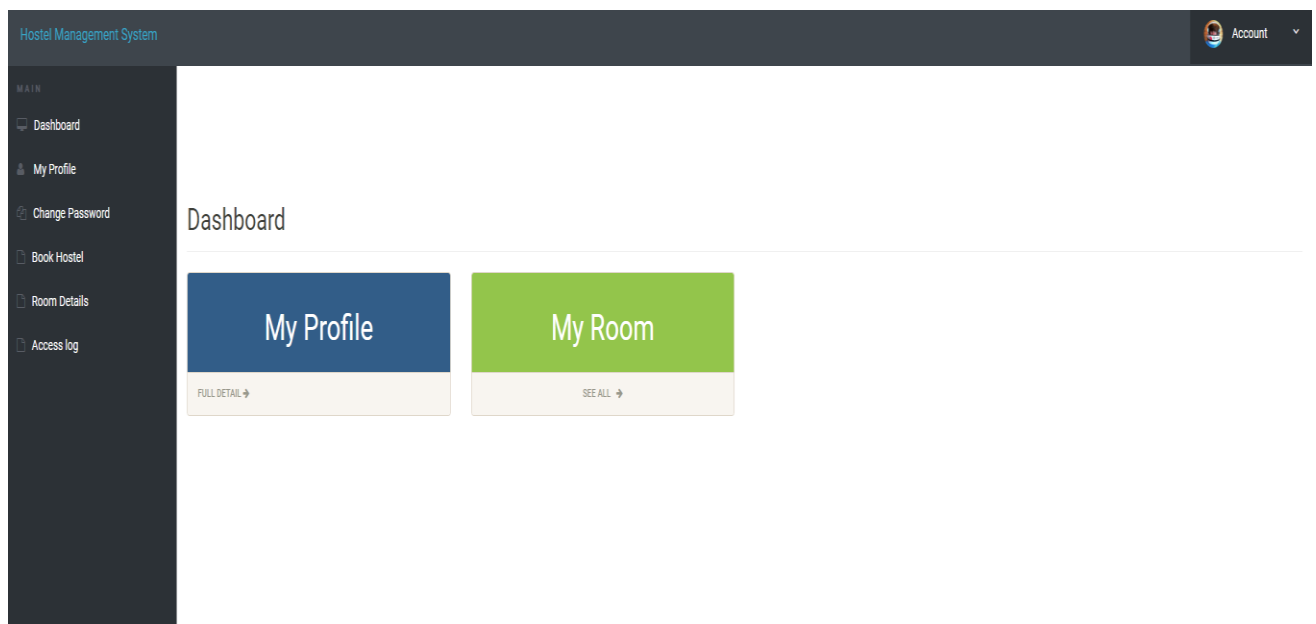 Hostel Management System
Account
MAIN
Dashboard
My Profile
Change Password
Book Hostel
Room Details
Access log
Dashboard
My Profile
FULL DETAIL
My Room
SEE ALL